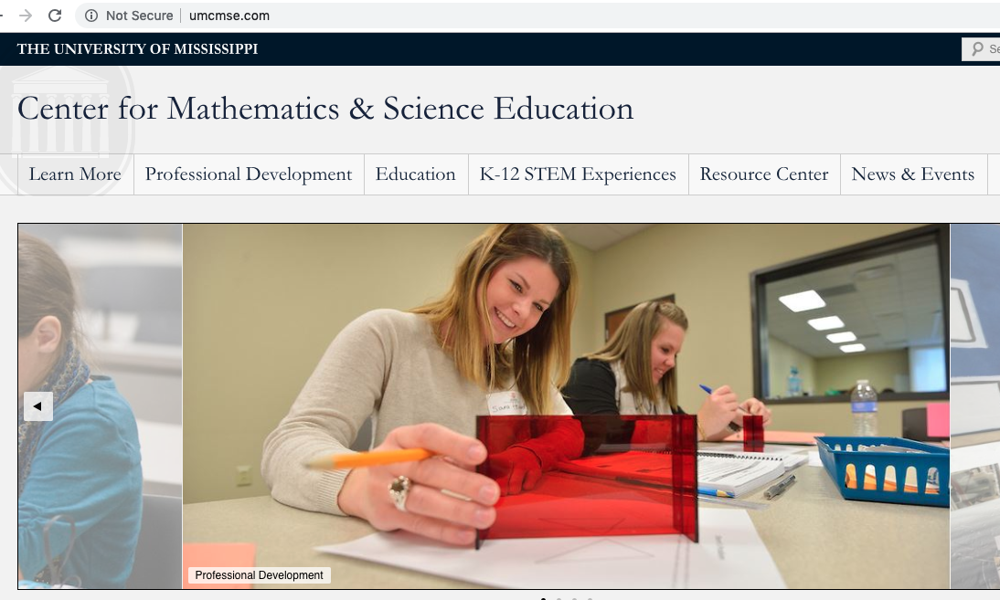 Not Secure | umcmse.com
THE UNIVERSITY OF MISSISSIPPI
Center for Mathematics & Science Education
Learn More
Professional Development
Education
K-12 STEM Experiences
Resource Center
News & Events
Professional Development